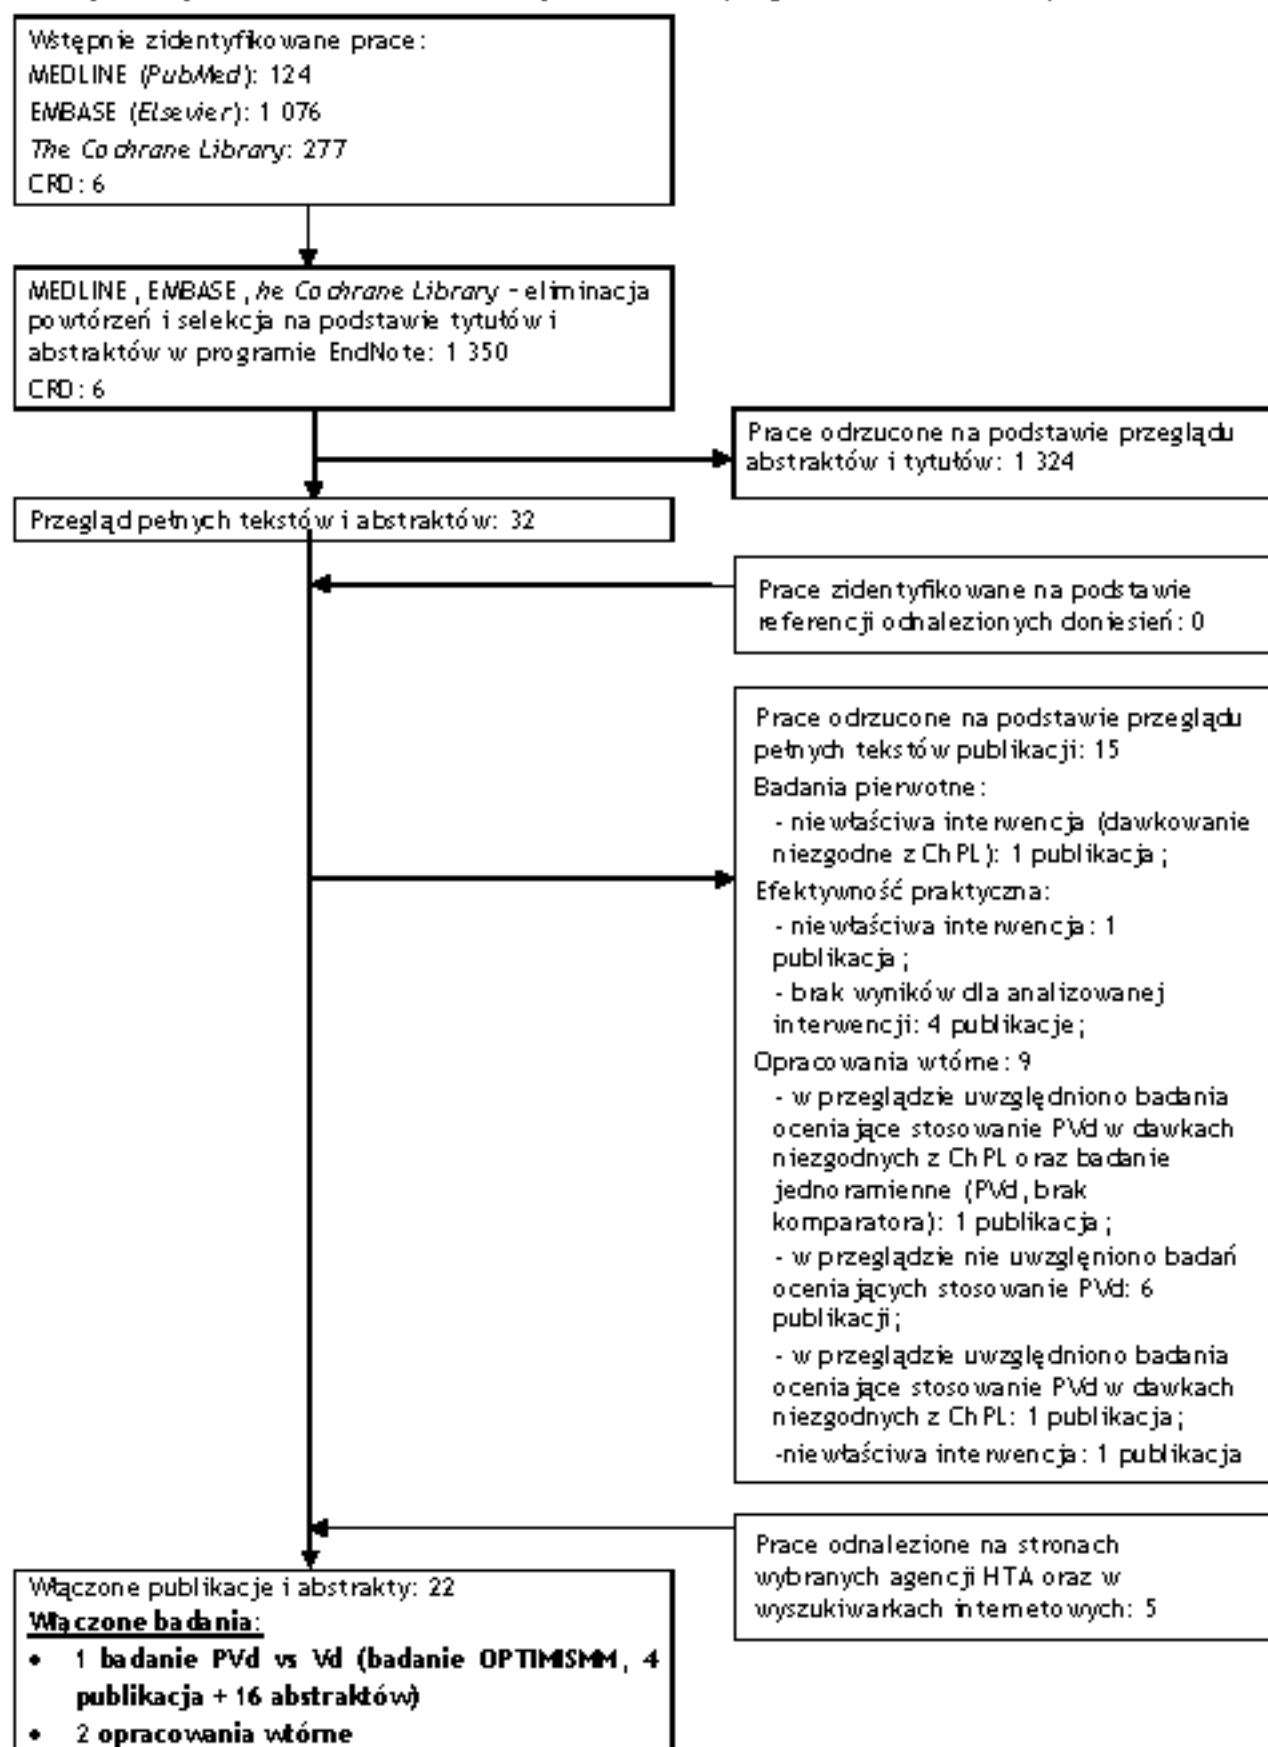 Wstępnie zidentyfikowane prace:
MEDLINE (PubMed): 124
EMBASE (Elsevier): 1 076
The Cochrane Library: 277
CRD: 6
MEDLINE, EMBASE, he Cochrane Library - eliminacja
powtórzeń i selekcja na podstawie tytułów i
abstraktów w programie EndNote: 1 350
CRD: 6
Prace odrzucone na podstawie przeglądu
abstraktów i tytułów: 1 324
Przegląd pełnych tekstów i abstraktów: 32
Prace zidentyfikowane na podstawie
referencji odnalezionych doniesień: 0
Prace odrzucone na podstawie przeglądu
pełnych tekstów publikacji: 15
Badania pierwotne:
- niewłaściwa interwencja (dawkowanie
niezgodne z ChPL): 1 publikacja;
Efektywność praktyczna:
- niewłaściwa interwencja: 1
publikacja;
- brak wyników dla analizowanej
interwencji: 4 publikacje;
Opracowania wtórne: 9
- w przeglądzie uwzględniono badania
oceniające stosowanie PVd w dawkach
niezgodnych z ChPL oraz badanie
jednoramienne (PVd, brak
komparatora): 1 publikacja;
- w przeglądzie nie uwzglęniono badań
oceniających stosowanie PVd: 6
publikacji;
- w przeglądzie uwzględniono badania
oceniające stosowanie PVd w dawkach
niezgodnych z ChPL: 1 publikacja;
-niewłaściwa interwencja: 1 publikacja
Prace odnalezione na stronach
wybranych agencji HTA oraz w
wyszukiwarkach internetowych: 5
Włączone publikacje i abstrakty: 22
Włączone badania:
• 1 badanie PVd vs Vd (badanie OPTIMISMM, 4
publikacja + 16 abstraktów)
• 2 opracowania wtórne